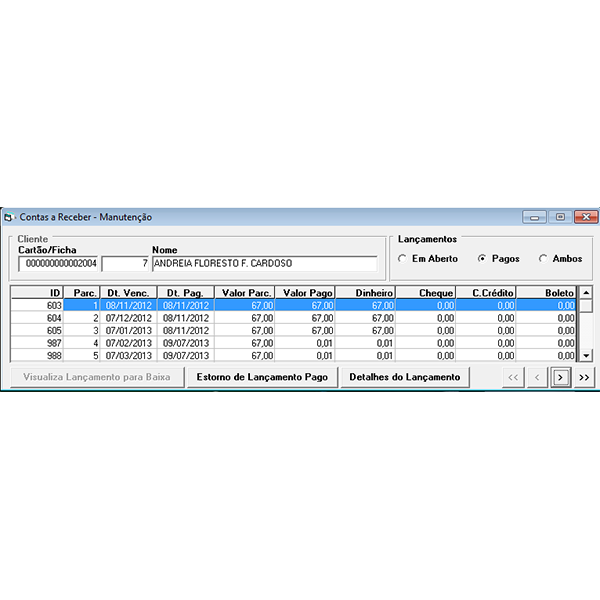 Contas a Receber - Manutenção
Cliente
Cartão/Ficha Nome
000000000002004 7 ANDREIA FLORESTO F. CARDOSO
Lançamentos
Em Aberto Pagos Ambos
ID Parc. Dt. Venc. Dt. Pag. Valor Parc. Valor Pago Dinheiro Cheque C.Crédito Boleto
603 1 08/11/2012 08/11/2012 67,00 67,00 67,00 0,00 0,00 0,00
604 2 07/12/2012 08/11/2012 67,00 67,00 67,00 0,00 0,00 0,00
605 3 07/01/2013 08/11/2012 67,00 67,00 67,00 0,00 0,00 0,00
987 4 07/02/2013 09/07/2013 67,00 0,01 0,01 0,00 0,00 0,00
988 5 07/03/2013 09/07/2013 67,00 0,01 0,01 0,00 0,00 0,00
Visualiza Lançamento para Baixa Estorno de Lançamento Pago Detalhes do Lançamento << < > >>